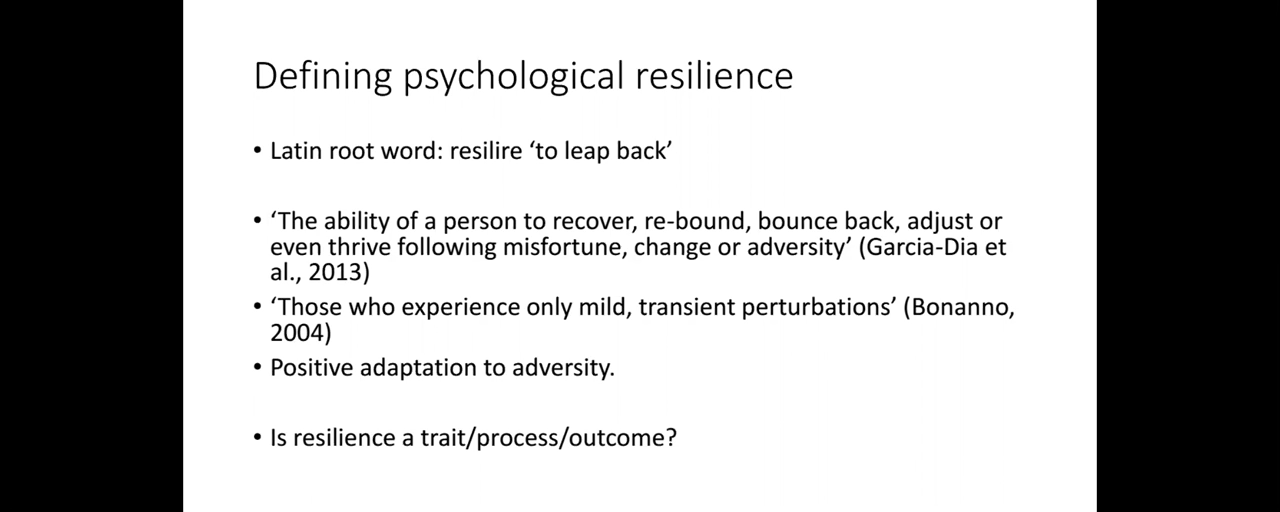 Defining psychological resilience
• Latin root word: resilire ‘to leap back’
• ‘The ability of a person to recover, re-bound, bounce back, adjust or
even thrive following misfortune, change or adversity’ (Garcia-Dia et
al., 2013)
• ‘Those who experience only mild, transient perturbations’ (Bonanno,
2004)
• Positive adaptation to adversity.
• Is resilience a trait/process/outcome?